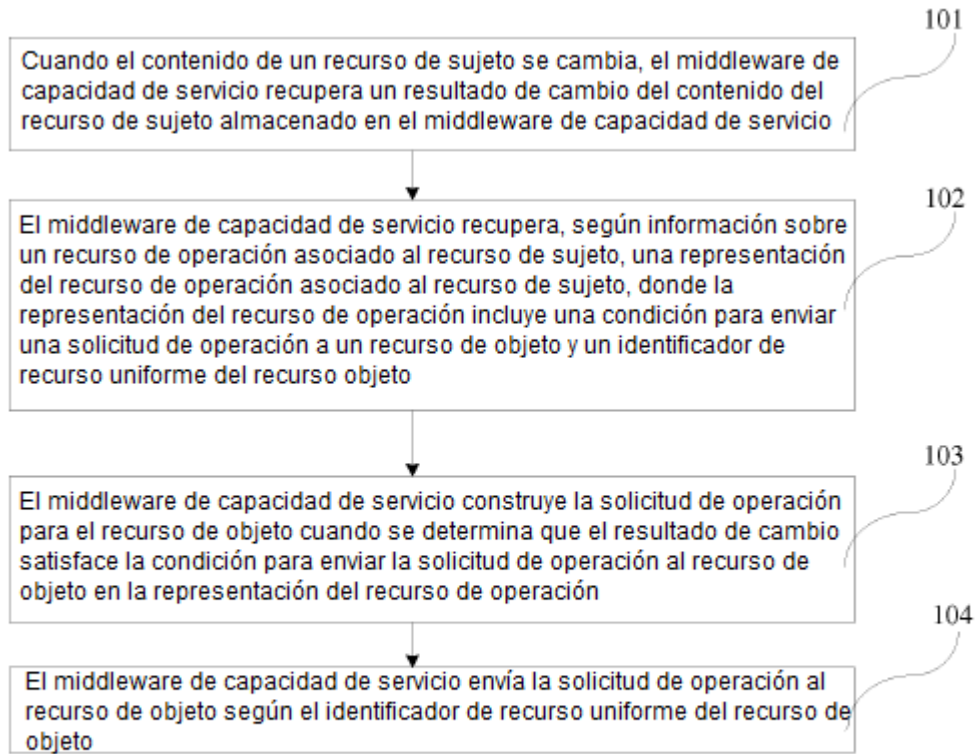 101
Cuando el contenido de un recurso de sujeto se cambia, el middleware de
capacidad de servicio recupera un resultado de cambio del contenido del
recurso de sujeto almacenado en el middleware de capacidad de servicio
102
El middleware de capacidad de servicio recupera, según información sobre
un recurso de operación asociado al recurso de sujeto, una representación
del recurso de operación asociado al recurso de sujeto, donde la
representación del recurso de operación incluye una condición para enviar
una solicitud de operación a un recurso de objeto y un identificador de
recurso uniforme del recurso objeto
103
El middleware de capacidad de servicio construye la solicitud de operación
para el recurso de objeto cuando se determina que el resultado de cambio
satisface la condición para enviar la solicitud de operación al recurso de
objeto en la representación del recurso de operación
104
El middleware de capacidad de servicio envía la solicitud de operación al
recurso de objeto según el identificador de recurso uniforme del recurso de
objeto